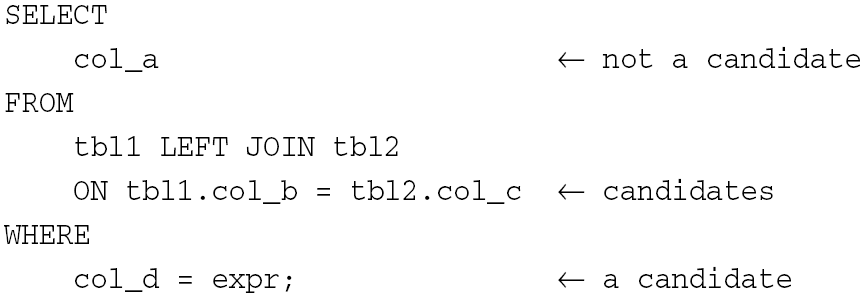 SELECT
    col_a                            ← not a candidate
FROM
    tbl1 LEFT JOIN tbl2
    ON tbl1.col_b = tbl2.col_c  ← candidates
WHERE
    col_d = expr;               ← a candidate